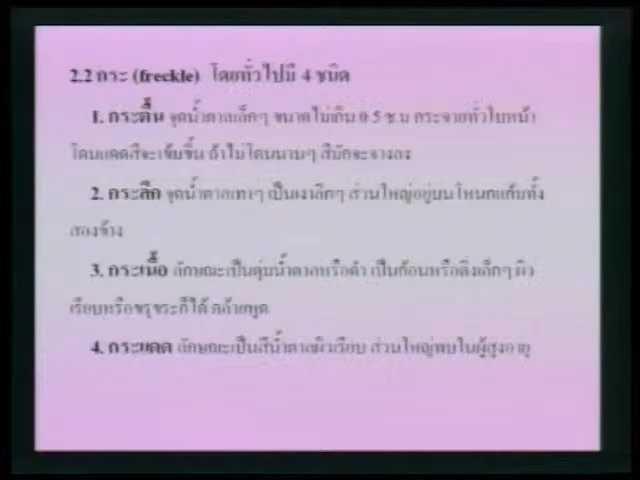 2.2 กระ (freckle) โดยทั่วไปมี 4 ชนิด
1. กระตื้น จุดน้ำตาลเล็กๆ ขนาดไม่เกิน 0.5 ซ.ม กระจายทั่วใบหน้า
โดนแดดสีจะเข้มขึ้น ถ้าไม่โดนนานๆ สีมักจะจางลง
2. กระลึก จุดน้ำตาลเทาๆ เป็นเงาเล็กๆ ส่วนใหญ่อยู่บนโหนกแก้มทั้ง
สองข้าง
3. กระเนื้อ ลักษณะเป็นตุ่มน้ำตาลหรือดำ เป็นก้อนหรือติ่งเล็กๆ ผิว
เรียบหรือขรุขระก็ได้ คล้ายหูด
4. กระแดด ลักษณะเป็นสีน้ำตาลผิวเรียบ ส่วนใหญ่พบในผู้สูงอายุ